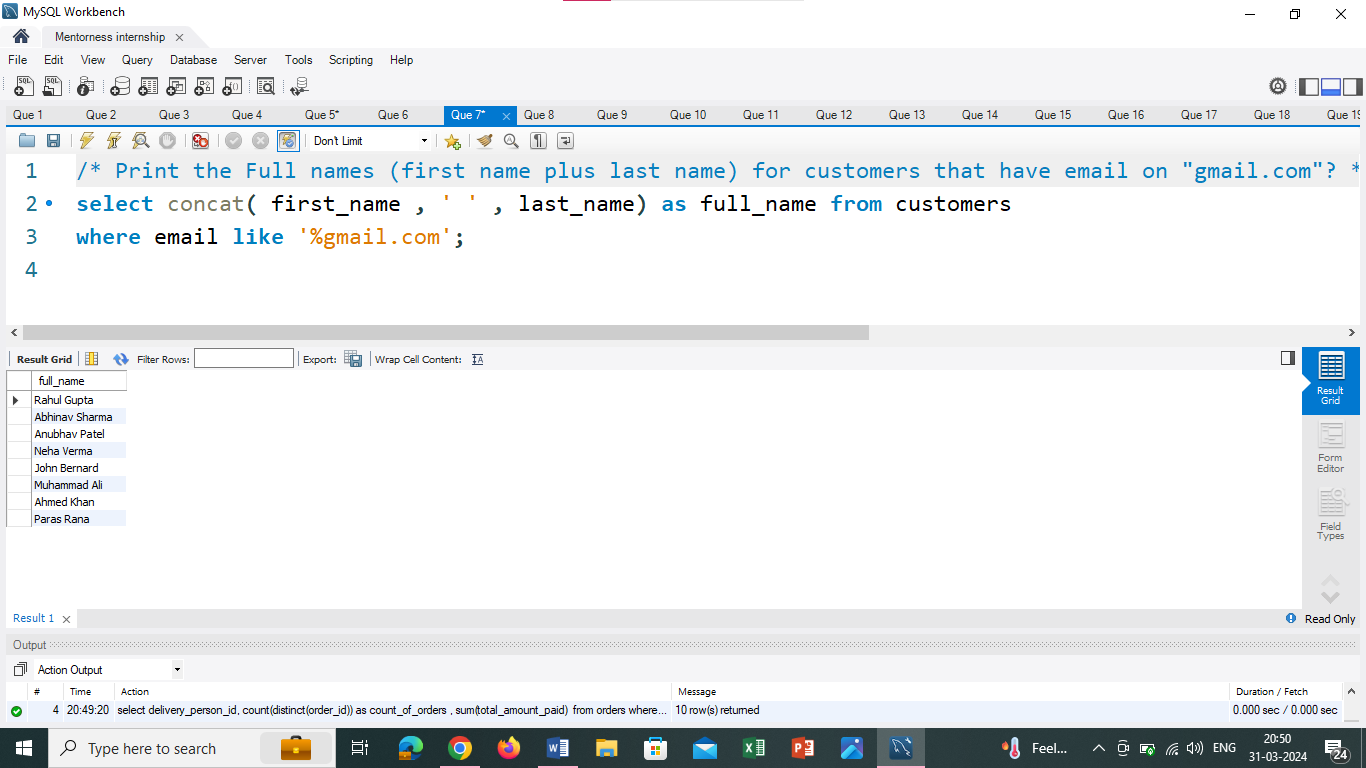 MySQL Workbench
Mentorness internship
File Edit View Query Database Server Tools Scripting Help
Que 1 Que 2 Que 3 Que 4 Que 5* Que 6 Que 7* Que 8 Que 9 Que 10 Que 11 Que 12 Que 13 Que 14 Que 15 Que 16 Que 17 Que 18 Que 19
Don't Limit
1 /* Print the Full names (first name plus last name) for customers that have email on "gmail.com"? *
2 select concat( first_name , ' ' , last_name) as full_name from customers
3 where email like '%gmail.com';
4
Result Grid Filter Rows: Export: Wrap Cell Content:
full_name
Rahul Gupta
Abhinav Sharma
Anubhav Patel
Neha Verma
John Bernard
Muhammad Ali
Ahmed Khan
Paras Rana
Result
Grid
Form
Editor
Field
Types
Result 1 Read Only
Output
Action Output
# Time Action Message Duration / Fetch
4 20:49:20 select delivery_person_id, count(distinct(order_id)) as count_of_orders , sum(total_amount_paid) from orders where... 10 row(s) returned 0.000 sec / 0.000 sec
Type here to search Feel... ENG 20:50
31-03-2024 24